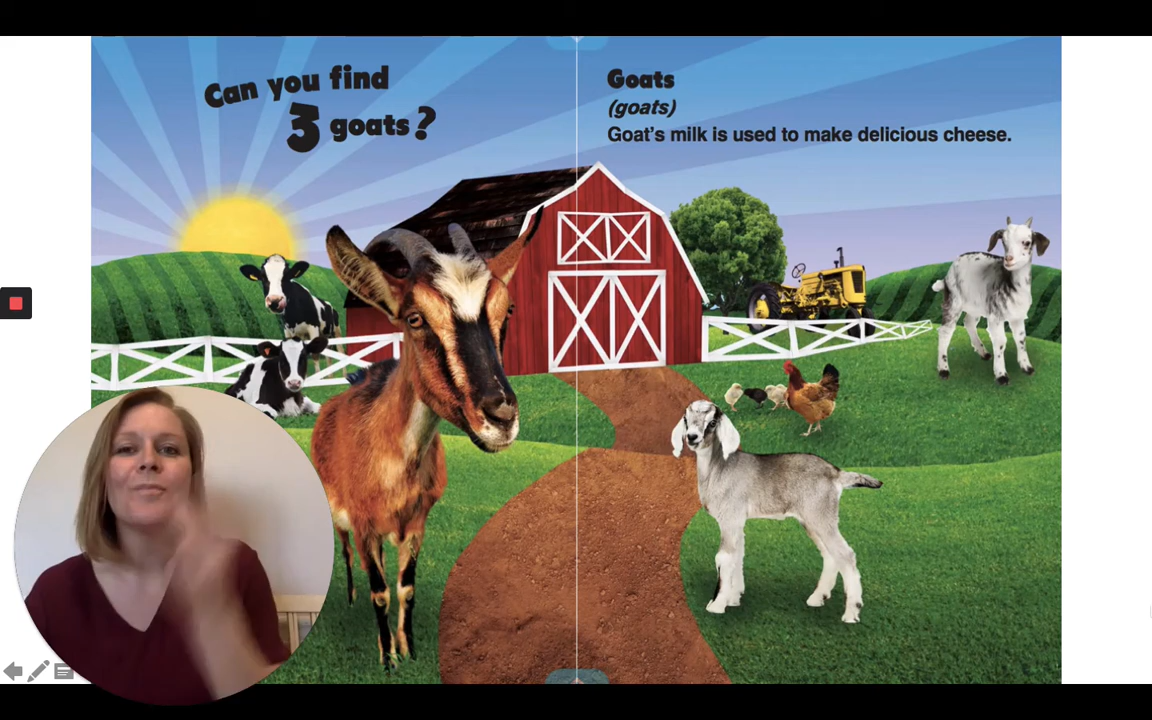 Can you find
3 goats?
Goats
(goats)
Goat's milk is used to make delicious cheese.